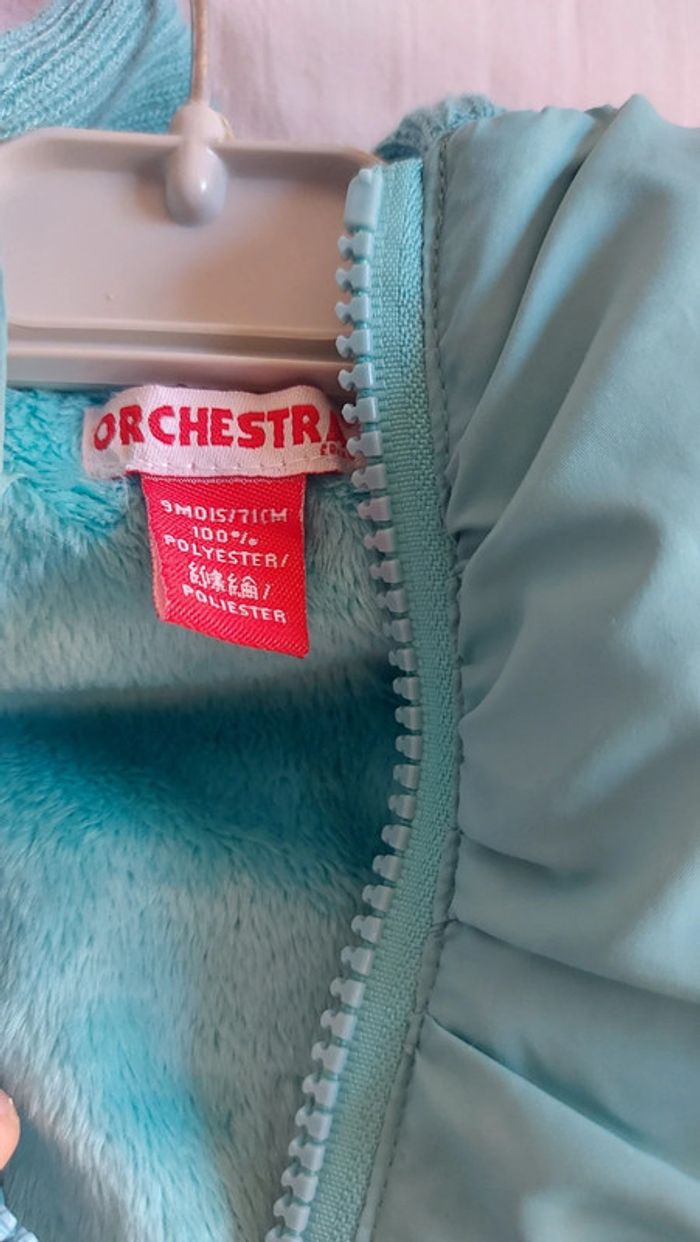 ORCHESTRA
9MOIS/71CM
100%
POLYESTER/
POLIESTER